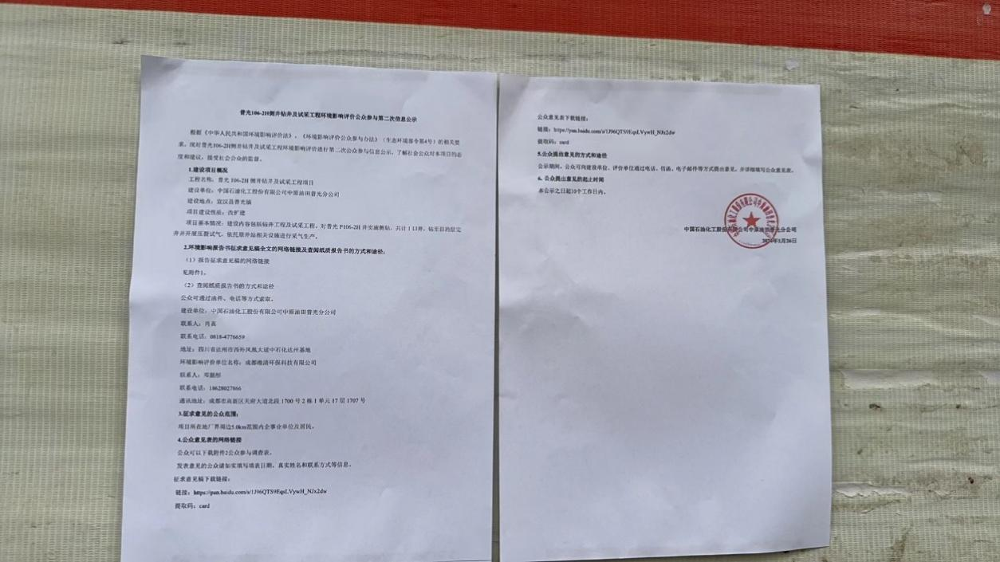 普光106-2H侧井钻井及试采工程环境影响评价公众参与第二次信息公示
根据《中华人民共和国环境影响评价法》、《环境影响评价公众参与办法》（生态环境部令第4号）的相关要
求，现对普光106-2H侧井钻井及试采工程环境影响评价进行第二次公众参与信息公示，了解社会公众对本项目的态
度和建议，接受社会公众的监督。
1.建设项目概况
工程名称：普光 106-2H 侧井钻井及试采工程项目
建设单位：中国石油化工股份有限公司中原油田普光分公司
建设地点：宣汉县普光镇
项目建设性质：改扩建
项目基本情况：建设内容包括钻井工程及试采工程。对普光 P106-2H 井实施侧钻，共计 1 口井，钻至目的层完
井并开展压裂试气，依托原井站相关设施进行采气生产。
2.环境影响报告书征求意见稿全文的网络链接及查阅纸质报告书的方式和途径：
（1）报告征求意见稿的网络链接
见附件1。
（2）查阅纸质报告书的方式和途径
公众可通过函件、电话等方式索取。
建设单位：中国石油化工股份有限公司中原油田普光分公司
联系人：肖真
联系电话：0818-4776659
地址：四川省达州市西外凤凰大道中石化达州基地
环境影响评价单位名称：成都 清环保科技有限公司
联系人：邓 彤
联系电话：18628027866
通讯地址：成都市高新区天府大道北段 1700 号 2 栋 1 单元 17 层 1707 号
3.征求意见的公众范围：
项目所在地厂界周边5.0km范围内企事业单位及居民。
4.公众意见表的网络链接
公众可以下载附件2公众参与调查表。
发表意见的公众请如实填写填表日期、真实姓名和联系方式等信息。
征求意见稿下载链接：
链接：https://pan.baidu.com/s/1J96QTS9EqsLVywH_NJx2dw
提取码：card
公众意见表下载链接：
链接：https://pan.baidu.com/s/1J96QTS9EqsLVywH_NJx2dw
提取码：card
5.公众提出意见的方式和途径
公示期间，公众可向建设单位、评价单位通过电话、信函、电子邮件等方式提出意见，并详细填写公众意见表。
6. 公众提出意见的起止时间
本公示之日起10个工作日内。
中国石油化工股份有限公司中原油田普光分公司
2024年1月26日